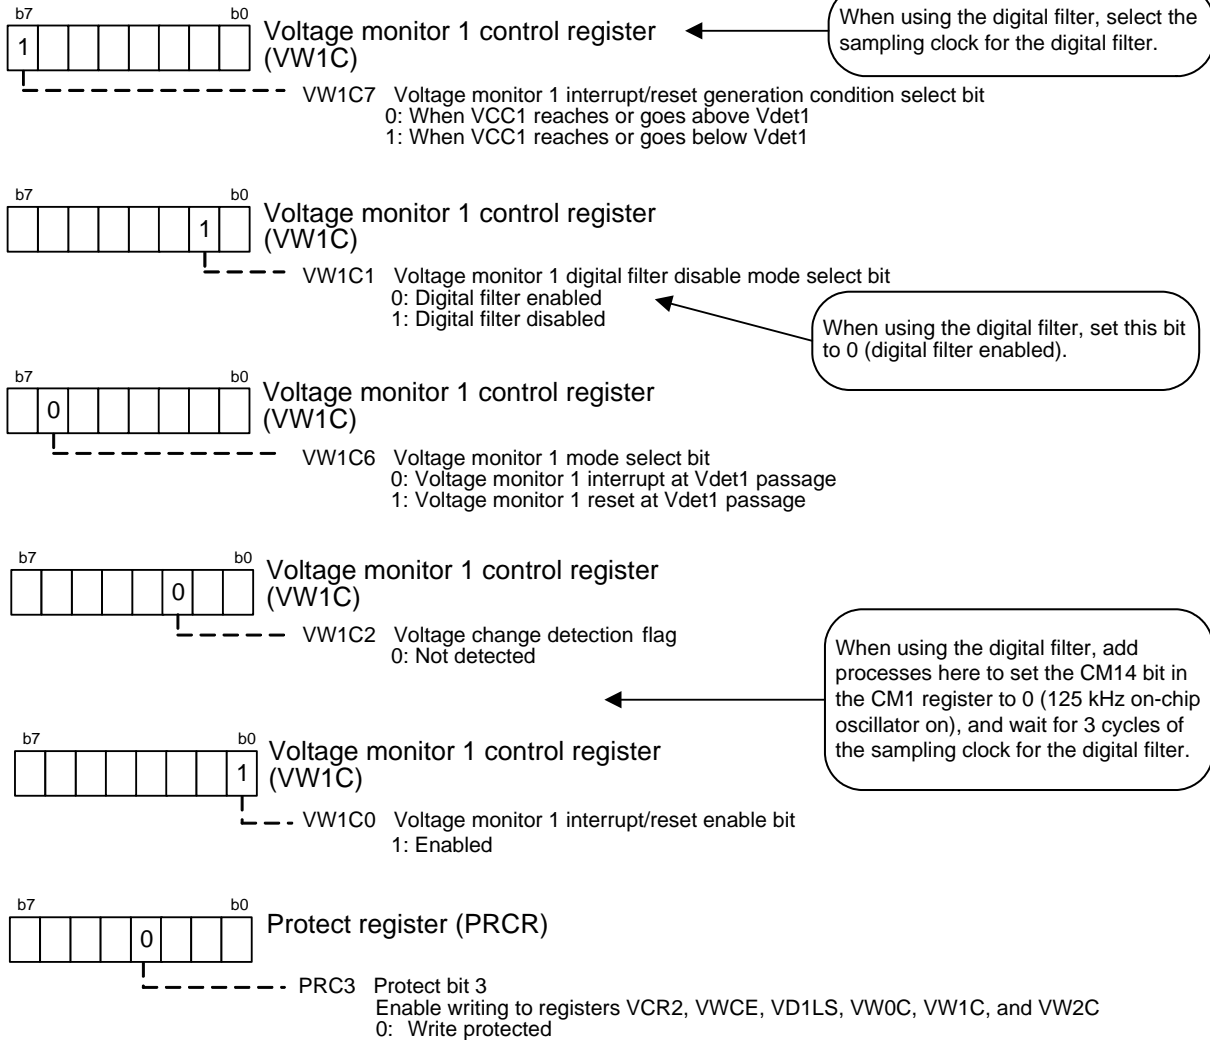 b7 b0
1
Voltage monitor 1 control register
(VW1C)
When using the digital filter, select the
sampling clock for the digital filter.
VW1C7 Voltage monitor 1 interrupt/reset generation condition select bit
0: When VCC1 reaches or goes above Vdet1
1: When VCC1 reaches or goes below Vdet1
b7 b0
1
Voltage monitor 1 control register
(VW1C)
VW1C1 Voltage monitor 1 digital filter disable mode select bit
0: Digital filter enabled
1: Digital filter disabled
When using the digital filter, set this bit
to 0 (digital filter enabled).
b7 b0
0
Voltage monitor 1 control register
(VW1C)
VW1C6 Voltage monitor 1 mode select bit
0: Voltage monitor 1 interrupt at Vdet1 passage
1: Voltage monitor 1 reset at Vdet1 passage
b7 b0
0
Voltage monitor 1 control register
(VW1C)
VW1C2 Voltage change detection flag
0: Not detected
When using the digital filter, add
processes here to set the CM14 bit in
the CM1 register to 0 (125 kHz on-chip
oscillator on), and wait for 3 cycles of
the sampling clock for the digital filter.
b7 b0
1
Voltage monitor 1 control register
(VW1C)
VW1C0 Voltage monitor 1 interrupt/reset enable bit
1: Enabled
b7 b0
0
Protect register (PRCR)
PRC3 Protect bit 3
Enable writing to registers VCR2, VWCE, VD1LS, VW0C, VW1C, and VW2C
0: Write protected